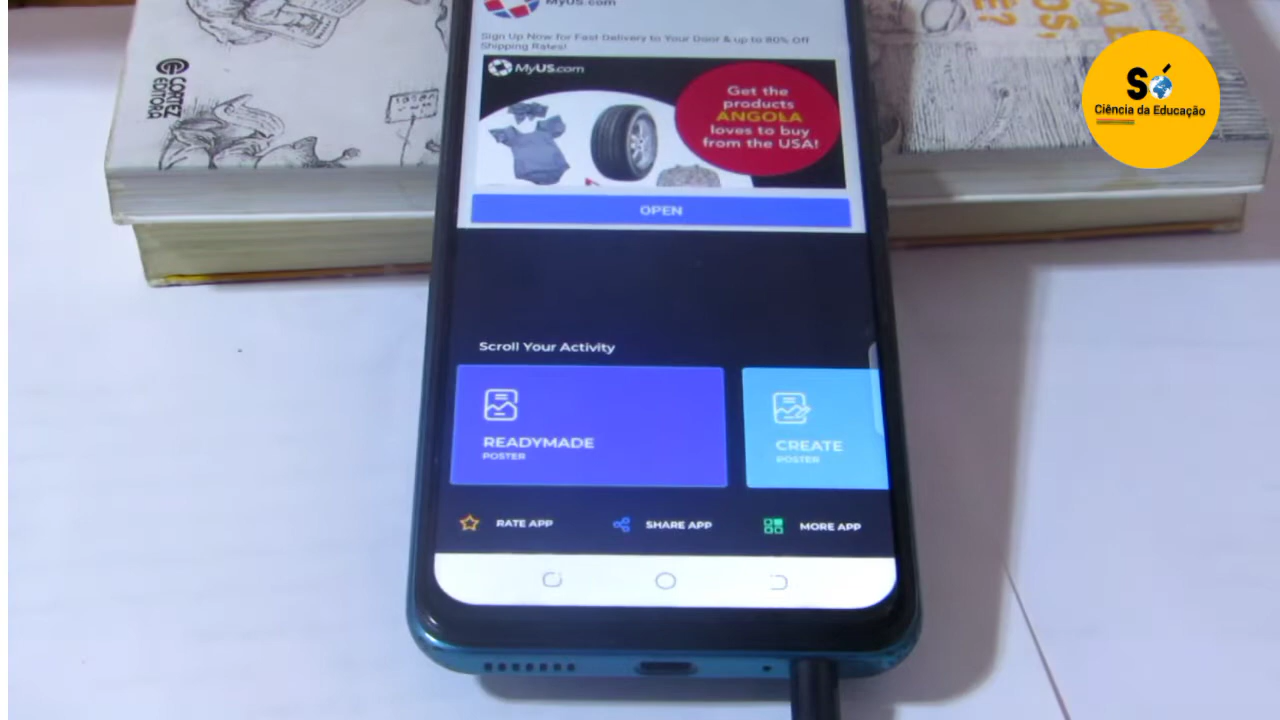 MyUS.com
Sign Up Now for Fast Delivery to Your Door & up to 80% Off
Shipping Rates!
MyUS.com
Get the
products
ANGOLA
loves to buy
from the USA!
OPEN
Scroll Your Activity
READYMADE
POSTER
CREATE
POSTER
RATE APP
SHARE APP
MORE APP
CORTEZ
EDITORA
SÓ
Ciência da Educação